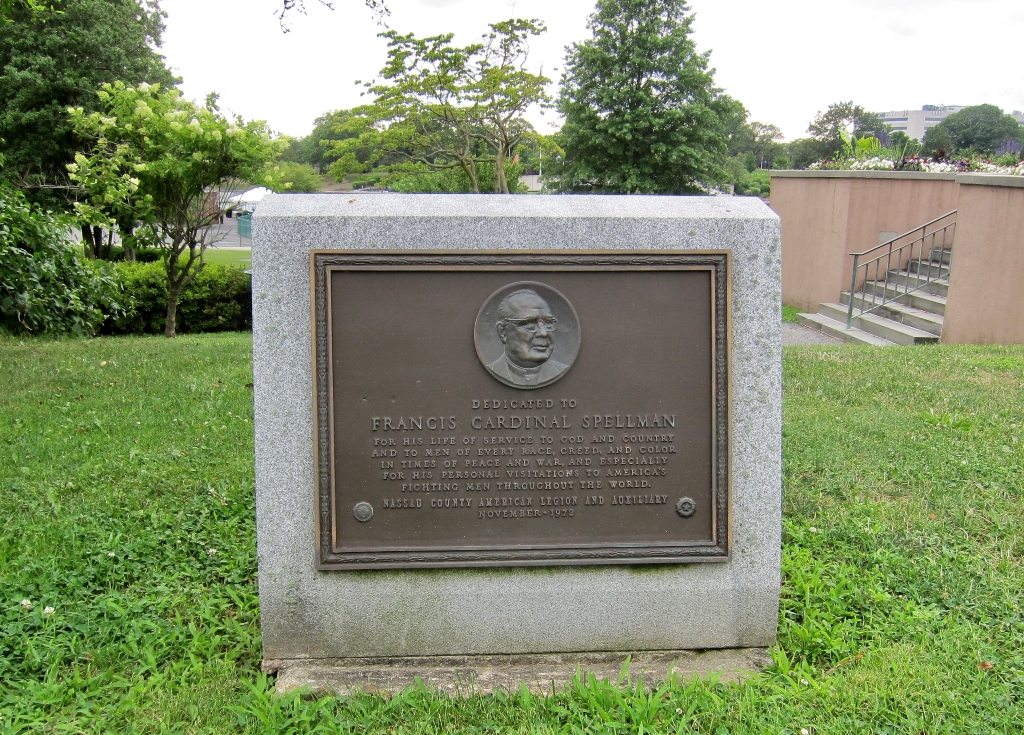 DEDICATED TO
FRANCIS CARDINAL SPELLMAN
FOR HIS LIFE OF SERVICE TO GOD AND COUNTRY
AND TO MEN OF EVERY RACE, CREED, AND COLOR
IN TIMES OF PEACE AND WAR, AND ESPECIALLY
FOR HIS PERSONAL VISITATIONS TO AMERICA'S
FIGHTING MEN THROUGHOUT THE WORLD.
NASSAU COUNTY AMERICAN LEGION AND AUXILIARY
NOVEMBER - 1972